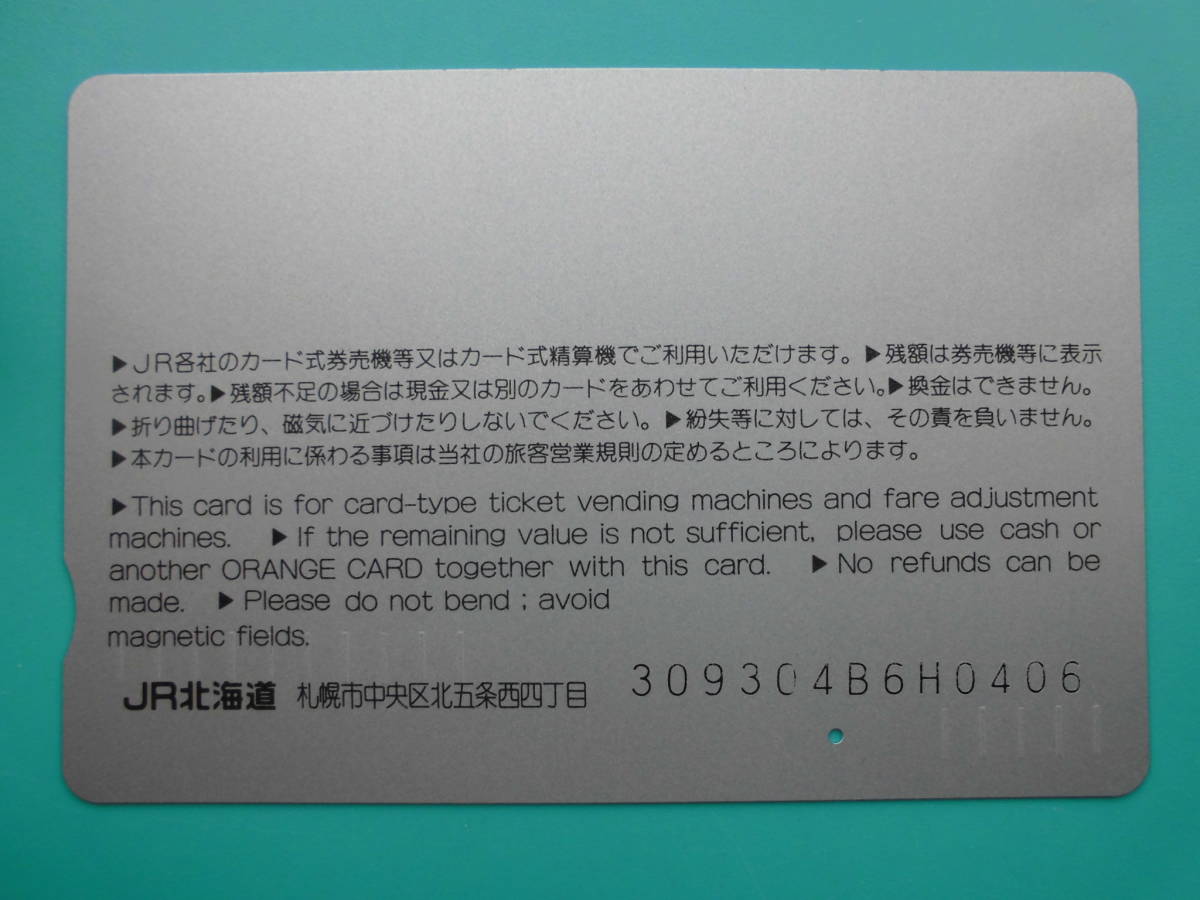 ▶JR各社のカード式券売機等又はカード式精算機でご利用いただけます。▶残額は券売機等に表示
されます。▶残額不足の場合は現金又は別のカードをあわせてご利用ください。▶換金はできません。
▶折り曲げたり、磁気に近づけたりしないでください。▶紛失等に対しては、その責を負いません。
▶本カードの利用に係わる事項は当社の旅客営業規則の定めるところによります。
▶This card is for card-type ticket vending machines and fare adjustment
machines. ▶If the remaining value is not sufficient, please use cash or
another ORANGE CARD together with this card. ▶No refunds can be
made. ▶Please do not bend ; avoid
magnetic fields.
JR北海道 札幌市中央区北五条西四丁目 309304B6H0406